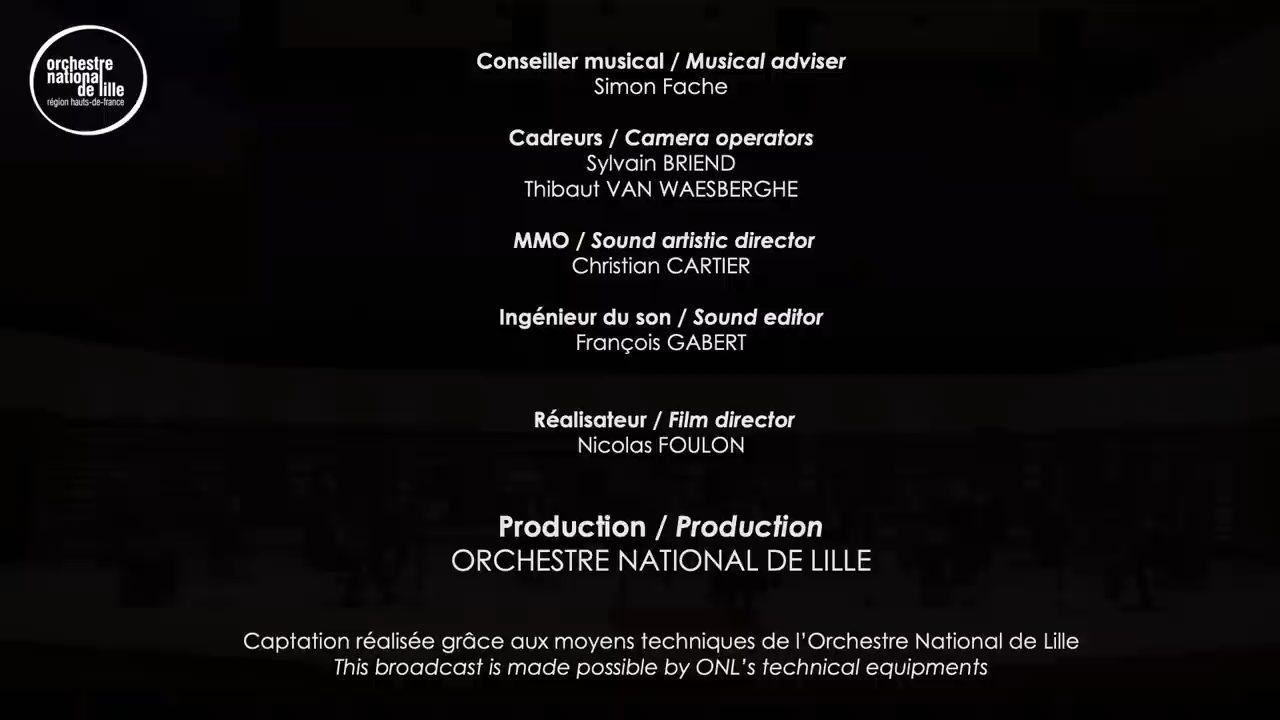 orchestre
national
de lille
région hauts-de-france
Conseiller musical / Musical adviser
Simon Fache
Cadreurs / Camera operators
Sylvain BRIEND
Thibaut VAN WAESBERGHE
MMO / Sound artistic director
Christian CARTIER
Ingénieur du son / Sound editor
François GABERT
Réalisateur / Film director
Nicolas FOULON
Production / Production
ORCHESTRE NATIONAL DE LILLE
Captation réalisée grâce aux moyens techniques de l’Orchestre National de Lille
This broadcast is made possible by ONL’s technical equipments